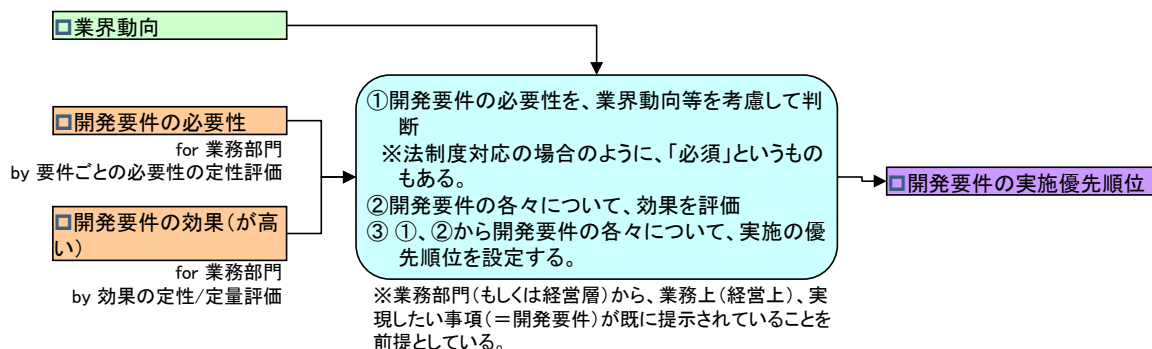 業界動向
開発要件の必要性
for 業務部門
by 要件ごとの必要性の定性評価
開発要件の効果(が高
い)
for 業務部門
by 効果の定性/定量評価
①開発要件の必要性を、業界動向等を考慮して判
断
※法制度対応の場合のように、「必須」というもの
もある。
②開発要件の各々について、効果を評価
③ ①、②から開発要件の各々について、実施の優
先順位を設定する。
※業務部門(もしくは経営層)から、業務上(経営上)、実
現したい事項(=開発要件)が既に提示されていることを
前提としている。
開発要件の実施優先順位